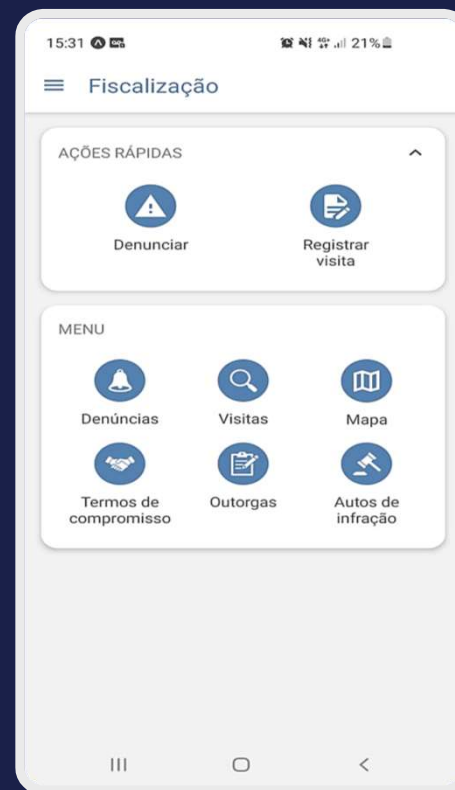 15:31 21%
Fiscalização
AÇÕES RÁPIDAS
Denunciar Registrar
visita
MENU
Denúncias Visitas Mapa
Termos de
compromisso Outorgas Autos de
infração